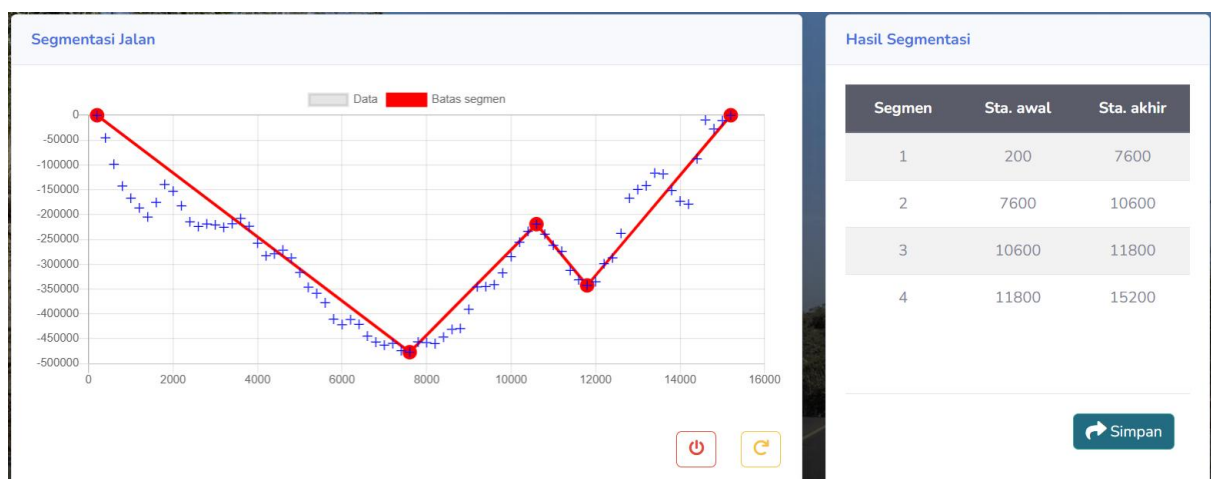 Segmentasi Jalan
Data Batas segmen
0
-50000
-100000
-150000
-200000
-250000
-300000
-350000
-400000
-450000
-500000
0 2000 4000 6000 8000 10000 12000 14000 16000
Hasil Segmentasi
Segmen Sta. awal Sta. akhir
1 200 7600
2 7600 10600
3 10600 11800
4 11800 15200
Simpan